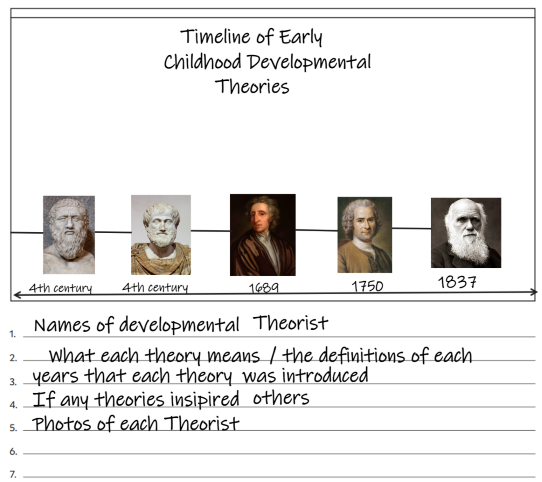 Timeline of Early
Childhood Developmental
Theories
4th century 4th century 1689 1750 1837
1. Names of developmental Theorist
2. What each theory means / the definitions of each
3. years that each theory was introduced
4. If any theories insipired others
5. Photos of each Theorist
6.
7.